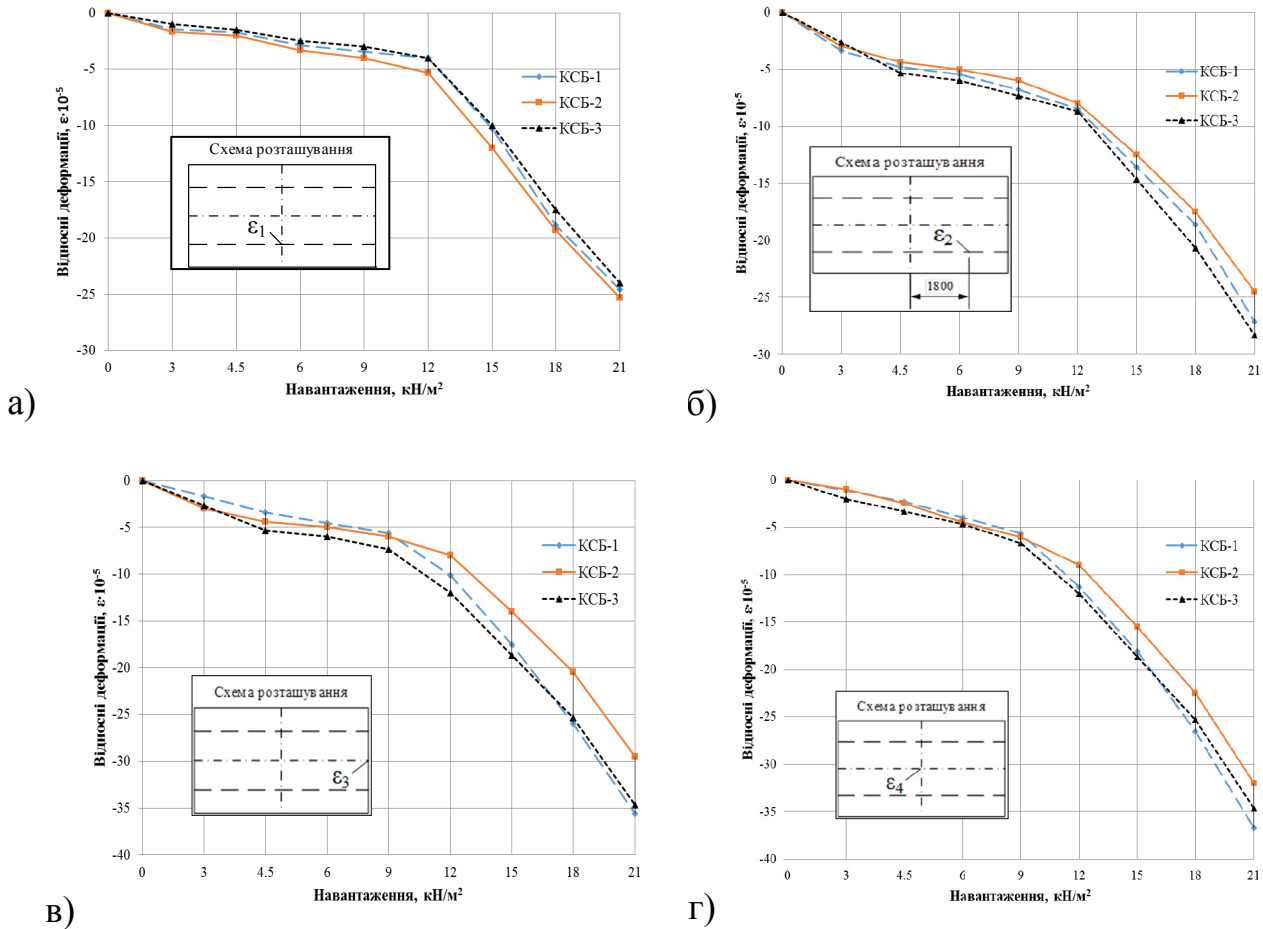 0
-5
-10
-15
-20
-25
-30
Відносні деформації, ε·10⁻⁵
КСБ-1
КСБ-2
КСБ-3
Схема розташування
ε₁
0 3 4.5 6 9 12 15 18 21
Навантаження, кН/м²
а)
0
-5
-10
-15
-20
-25
-30
Відносні деформації, ε·10⁻⁵
КСБ-1
КСБ-2
КСБ-3
Схема розташування
ε₂
1800
0 3 4.5 6 9 12 15 18 21
Навантаження, кН/м²
б)
0
-5
-10
-15
-20
-25
-30
-35
-40
Відносні деформації, ε·10⁻⁵
КСБ-1
КСБ-2
КСБ-3
Схема розташування
ε₃
0 3 4.5 6 9 12 15 18 21
Навантаження, кН/м²
в)
0
-5
-10
-15
-20
-25
-30
-35
-40
Відносні деформації, ε·10⁻⁵
КСБ-1
КСБ-2
КСБ-3
Схема розташування
ε₄
0 3 4.5 6 9 12 15 18 21
Навантаження, кН/м²
г)